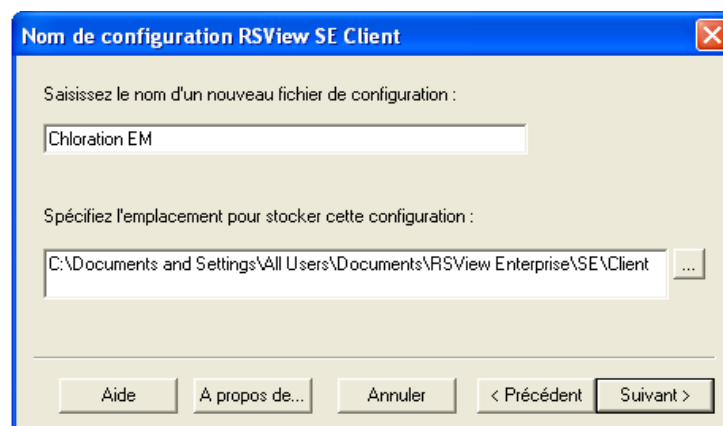 Nom de configuration RSView SE Client
Saisissez le nom d'un nouveau fichier de configuration :
Chloration EM
Spécifiez l'emplacement pour stocker cette configuration :
C:\Documents and Settings\All Users\Documents\RSView Enterprise\SE\Client
...
Aide A propos de... Annuler < Précédent Suivant >